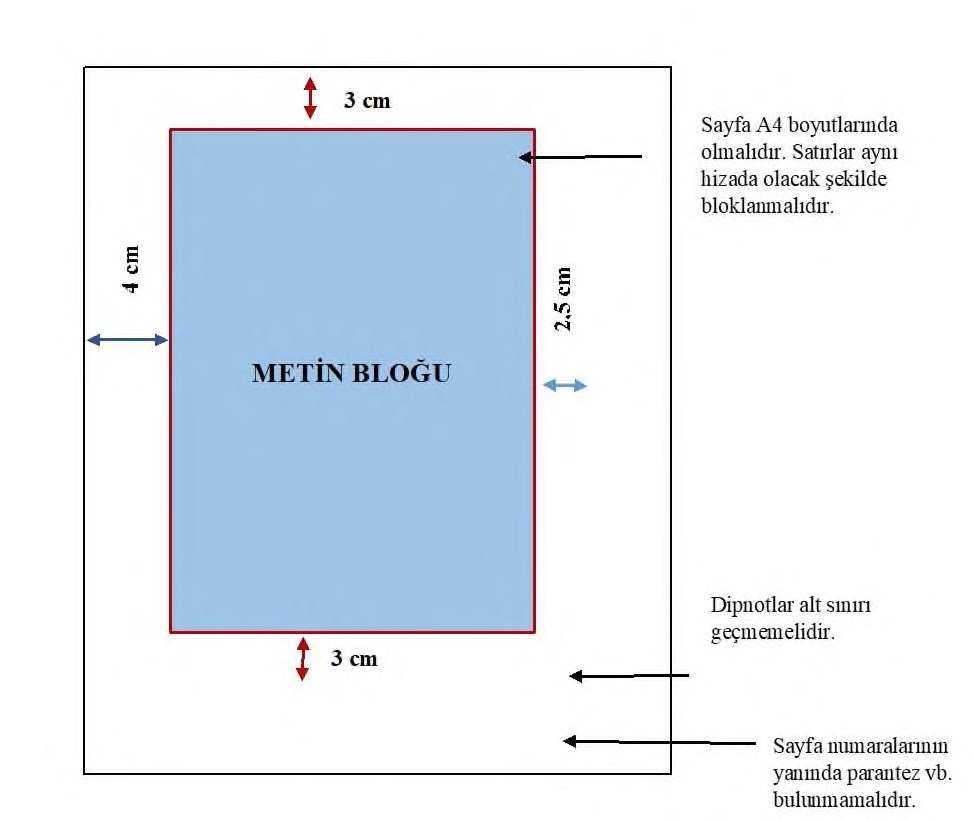 3 cm
Sayfa A4 boyutlarında
olmalıdır. Satırlar aynı
hizada olacak şekilde
bloklanmalıdır.
4 cm
2,5 cm
METİN BLOĞU
Dipnotlar alt sınırı
geçmemelidir.
3 cm
Sayfa numaralarının
yanında parantez vb.
bulunmamalıdır.